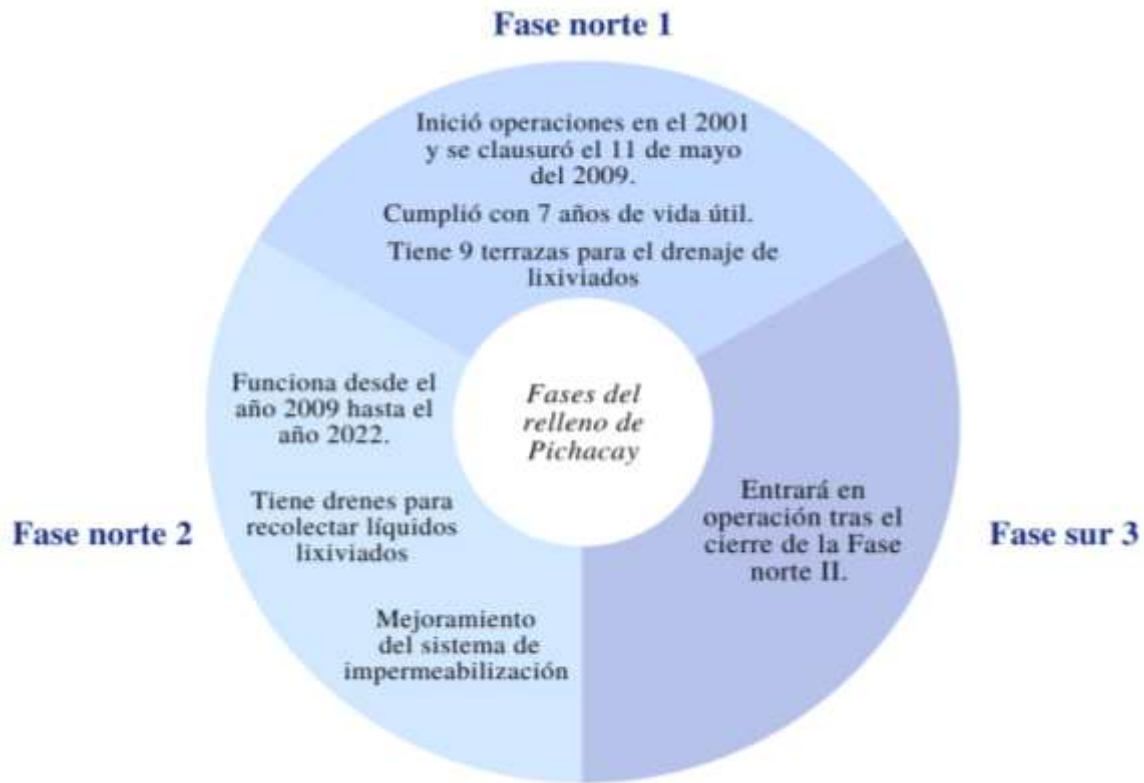 Fase norte 1
Inició operaciones en el 2001
y se clausuró el 11 de mayo
del 2009.
Cumplió con 7 años de vida útil.
Tiene 9 terrazas para el drenaje de
lixiviados
Fases del
relleno de
Pichacay
Fase norte 2
Funciona desde el
año 2009 hasta el
año 2022.
Tiene drenes para
recolectar líquidos
lixiviados
Mejoramiento
del sistema de
impermeabilización
Fase sur 3
Entrará en
operación tras el
cierre de la Fase
norte II.